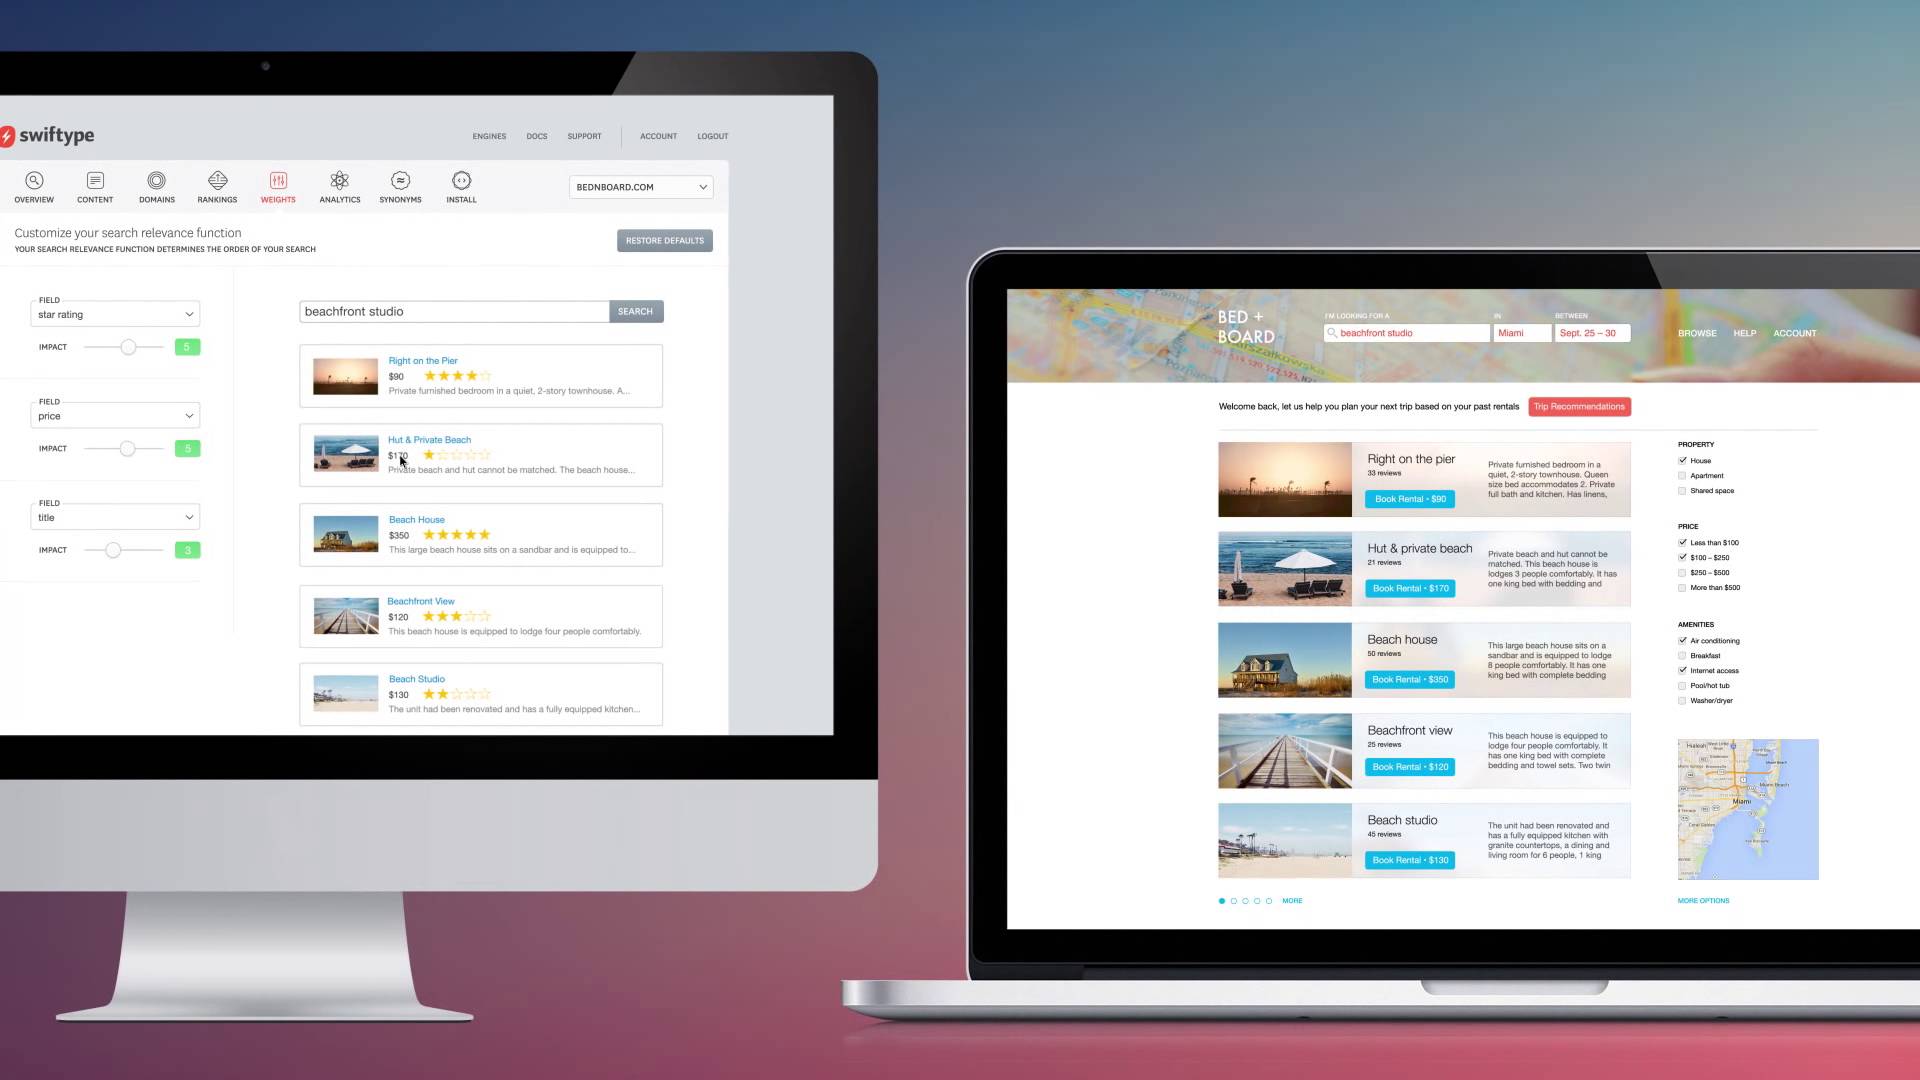 swiftype
ENGINES DOCS SUPPORT ACCOUNT LOGOUT
OVERVIEW CONTENT DOMAINS RANKINGS WEIGHTS ANALYTICS SYNONYMS INSTALL
BEDNBOARD.COM
Customize your search relevance function
YOUR SEARCH RELEVANCE FUNCTION DETERMINES THE ORDER OF YOUR SEARCH
RESTORE DEFAULTS
FIELD
star rating
IMPACT 5
FIELD
price
IMPACT 5
FIELD
title
IMPACT 3
beachfront studio SEARCH
Right on the Pier
$90
Private furnished bedroom in a quiet, 2-story townhouse. A...
Hut & Private Beach
$170
Private beach and hut cannot be matched. The beach house...
Beach House
$350
This large beach house sits on a sandbar and is equipped to...
Beachfront View
$120
This beach house is equipped to lodge four people comfortably.
Beach Studio
$130
The unit had been renovated and has a fully equipped kitchen...
BED +
BOARD
I'M LOOKING FOR A IN BETWEEN
beachfront studio Miami Sept. 25 – 30
BROWSE HELP ACCOUNT
Welcome back, let us help you plan your next trip based on your past rentals
Trip Recommendations
Right on the pier
33 reviews
Book Rental • $90
Private furnished bedroom in a
quiet, 2-story townhouse. Queen
size bed accommodates 2. Private
full bath and kitchen. Has linens,
Hut & private beach
21 reviews
Book Rental • $170
Private beach and hut cannot be
matched. This beach house is
lodges 3 people comfortably. It has
one king bed with bedding and
Beach house
50 reviews
Book Rental • $350
This large beach house sits on a
sandbar and is equipped to lodge
8 people comfortably. It has one
king bed with complete bedding
Beachfront view
25 reviews
Book Rental • $120
This beach house is equipped to
lodge four people comfortably. It
has one king bed with complete
bedding and towel sets. Two twin
Beach studio
45 reviews
Book Rental • $130
The unit had been renovated and
has a fully equipped kitchen with
granite countertops, a dining and
living room for 6 people, 1 king
MORE
PROPERTY
House
Apartment
Shared space
PRICE
Less than $100
$100 – $250
$250 – $500
More than $500
AMENITIES
Air conditioning
Breakfast
Internet access
Pool/hot tub
Washer/dryer
Hialeah
Miami Beach
Miami
MORE OPTIONS